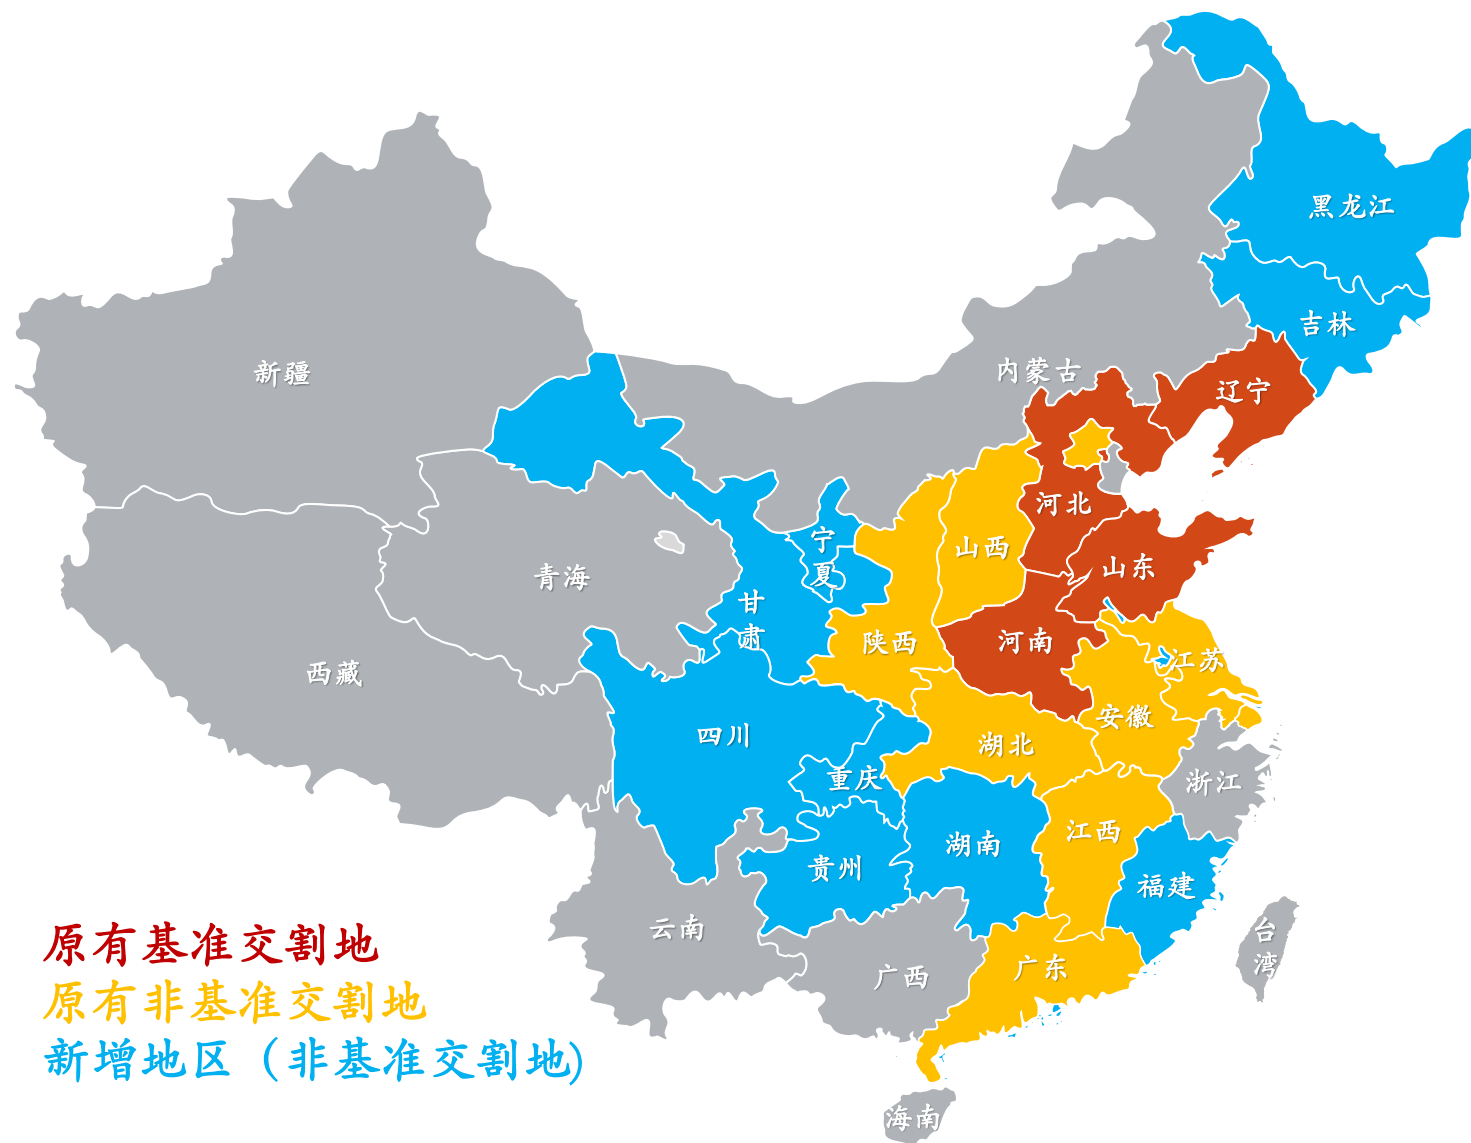 黑龙江
吉林
新疆
内蒙古
辽宁
河北
宁
夏
山西
山东
青海
甘
肃
陕西
河南
江苏
西藏
安徽
四川
湖北
重庆
浙江
江西
湖南
贵州
福建
云南
台
湾
广西
广东
海南
原有基准交割地
原有非基准交割地
新增地区（非基准交割地)